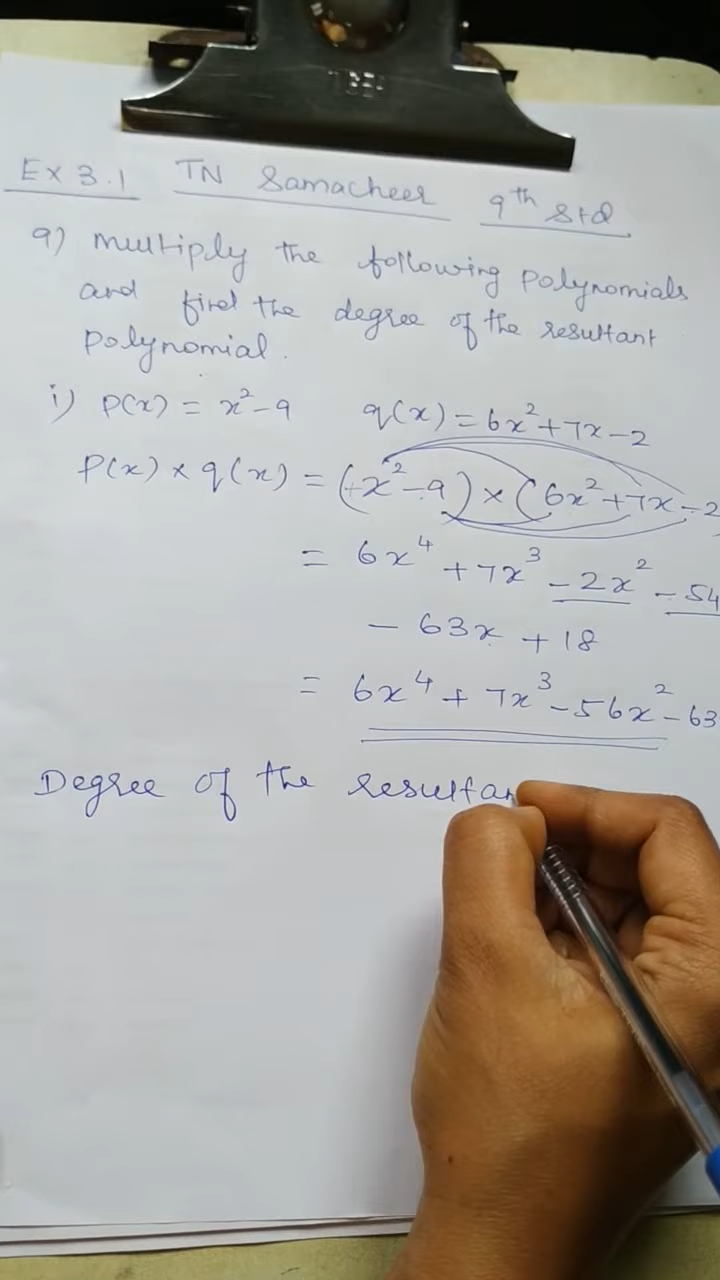 Ex 3.1 TN Samacheer 9th Std
9) Multiply the following Polynomials
and find the degree of the resultant
Polynomial.
i) P(x) = x²-9 q(x) = 6x²+7x-2
P(x) × q(x) = (+x²-9) × (6x²+7x-2
= 6x⁴ +7x³ -2x² -54
- 63x + 18
= 6x⁴ + 7x³ -56x² -63
Degree of the resultan